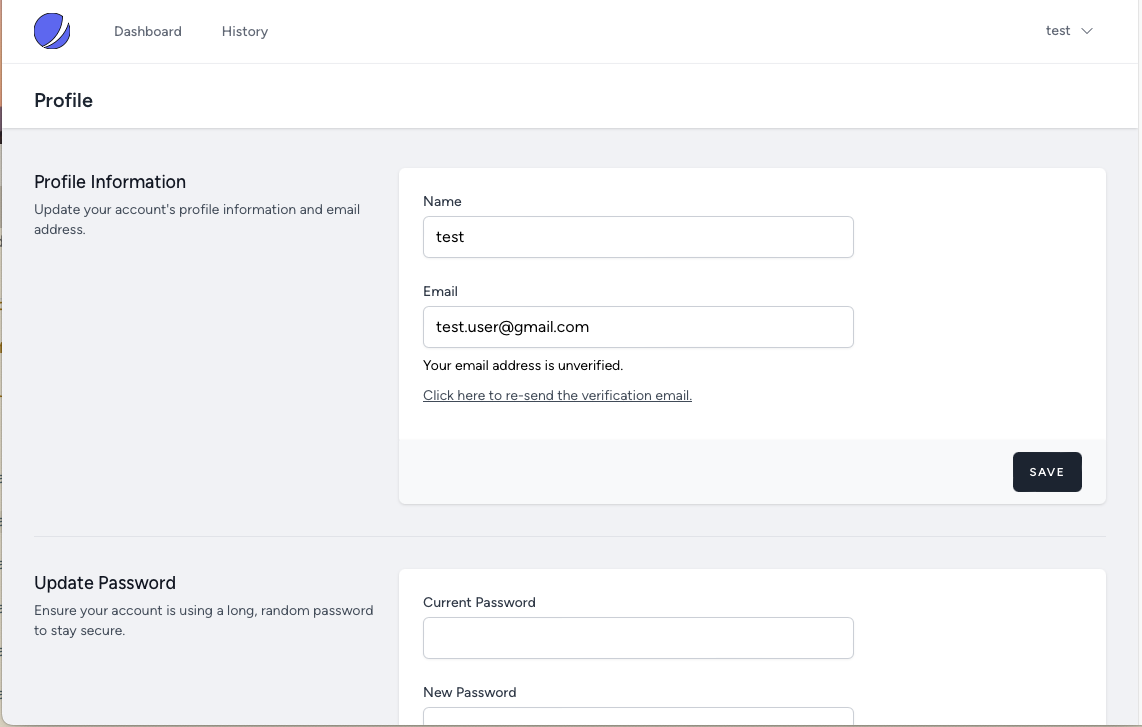 Dashboard
History
test
Profile
Profile Information
Update your account's profile information and email
address.
Name
test
Email
test.user@gmail.com
Your email address is unverified.
Click here to re-send the verification email.
SAVE
Update Password
Ensure your account is using a long, random password
to stay secure.
Current Password
New Password